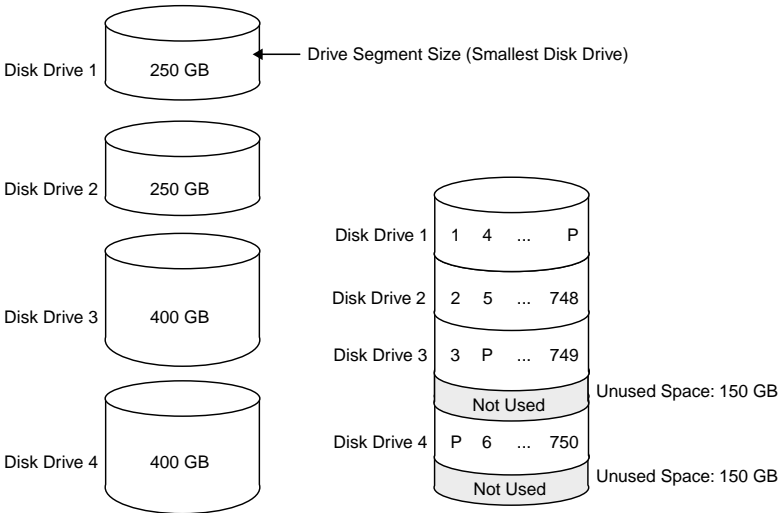 Disk Drive 1
250 GB
Drive Segment Size (Smallest Disk Drive)
Disk Drive 2
250 GB
Disk Drive 3
400 GB
Disk Drive 4
400 GB
Disk Drive 1
1 4 ... P
Disk Drive 2
2 5 ... 748
Disk Drive 3
3 P ... 749
Not Used
Unused Space: 150 GB
Disk Drive 4
P 6 ... 750
Not Used
Unused Space: 150 GB